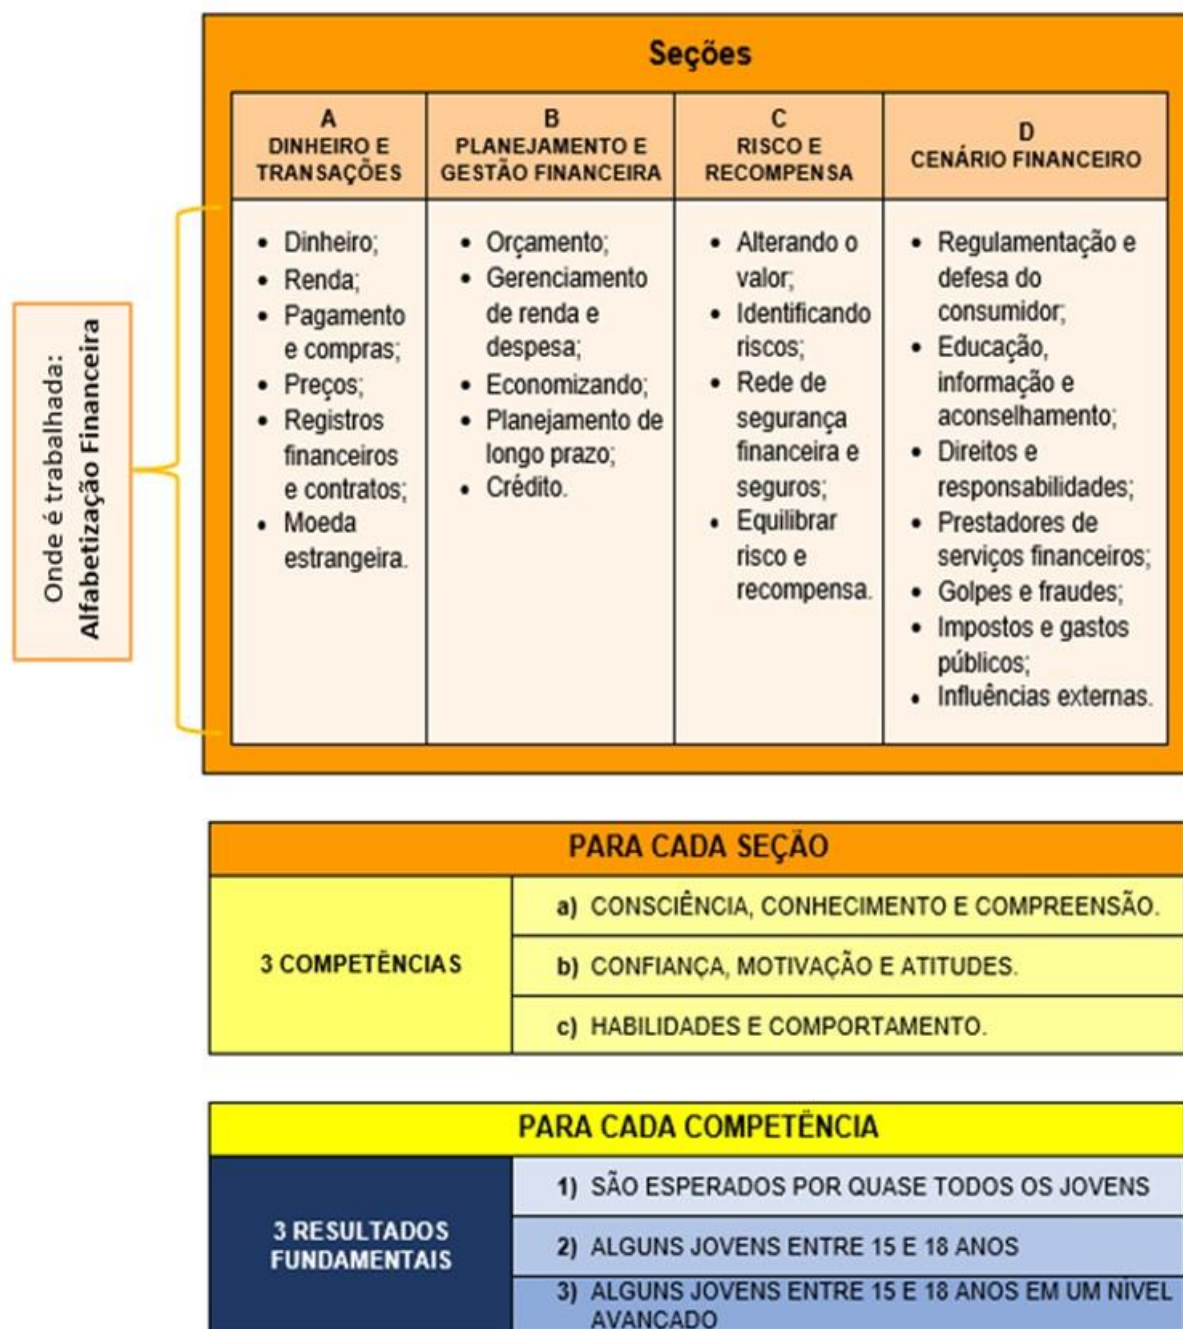 Seções
A
DINHEIRO E
TRANSAÇÕES
B
PLANEJAMENTO E
GESTÃO FINANCEIRA
C
RISCO E
RECOMPENSA
D
CENÁRIO FINANCEIRO
Onde é trabalhada:
Alfabetização Financeira
• Dinheiro;
• Renda;
• Pagamento
e compras;
• Preços;
• Registros
financeiros
e contratos;
• Moeda
estrangeira.
• Orçamento;
• Gerenciamento
de renda e
despesa;
• Economizando;
• Planejamento de
longo prazo;
• Crédito.
• Alterando o
valor;
• Identificando
riscos;
• Rede de
segurança
financeira e
seguros;
• Equilibrar
risco e
recompensa.
• Regulamentação e
defesa do
consumidor;
• Educação,
informação e
aconselhamento;
• Direitos e
responsabilidades;
• Prestadores de
serviços financeiros;
• Golpes e fraudes;
• Impostos e gastos
públicos;
• Influências externas.
PARA CADA SEÇÃO
3 COMPETÊNCIAS
a) CONSCIÊNCIA, CONHECIMENTO E COMPREENSÃO.
b) CONFIANÇA, MOTIVAÇÃO E ATITUDES.
c) HABILIDADES E COMPORTAMENTO.
PARA CADA COMPETÊNCIA
3 RESULTADOS
FUNDAMENTAIS
1) SÃO ESPERADOS POR QUASE TODOS OS JOVENS
2) ALGUNS JOVENS ENTRE 15 E 18 ANOS
3) ALGUNS JOVENS ENTRE 15 E 18 ANOS EM UM NÍVEL
AVANÇADO